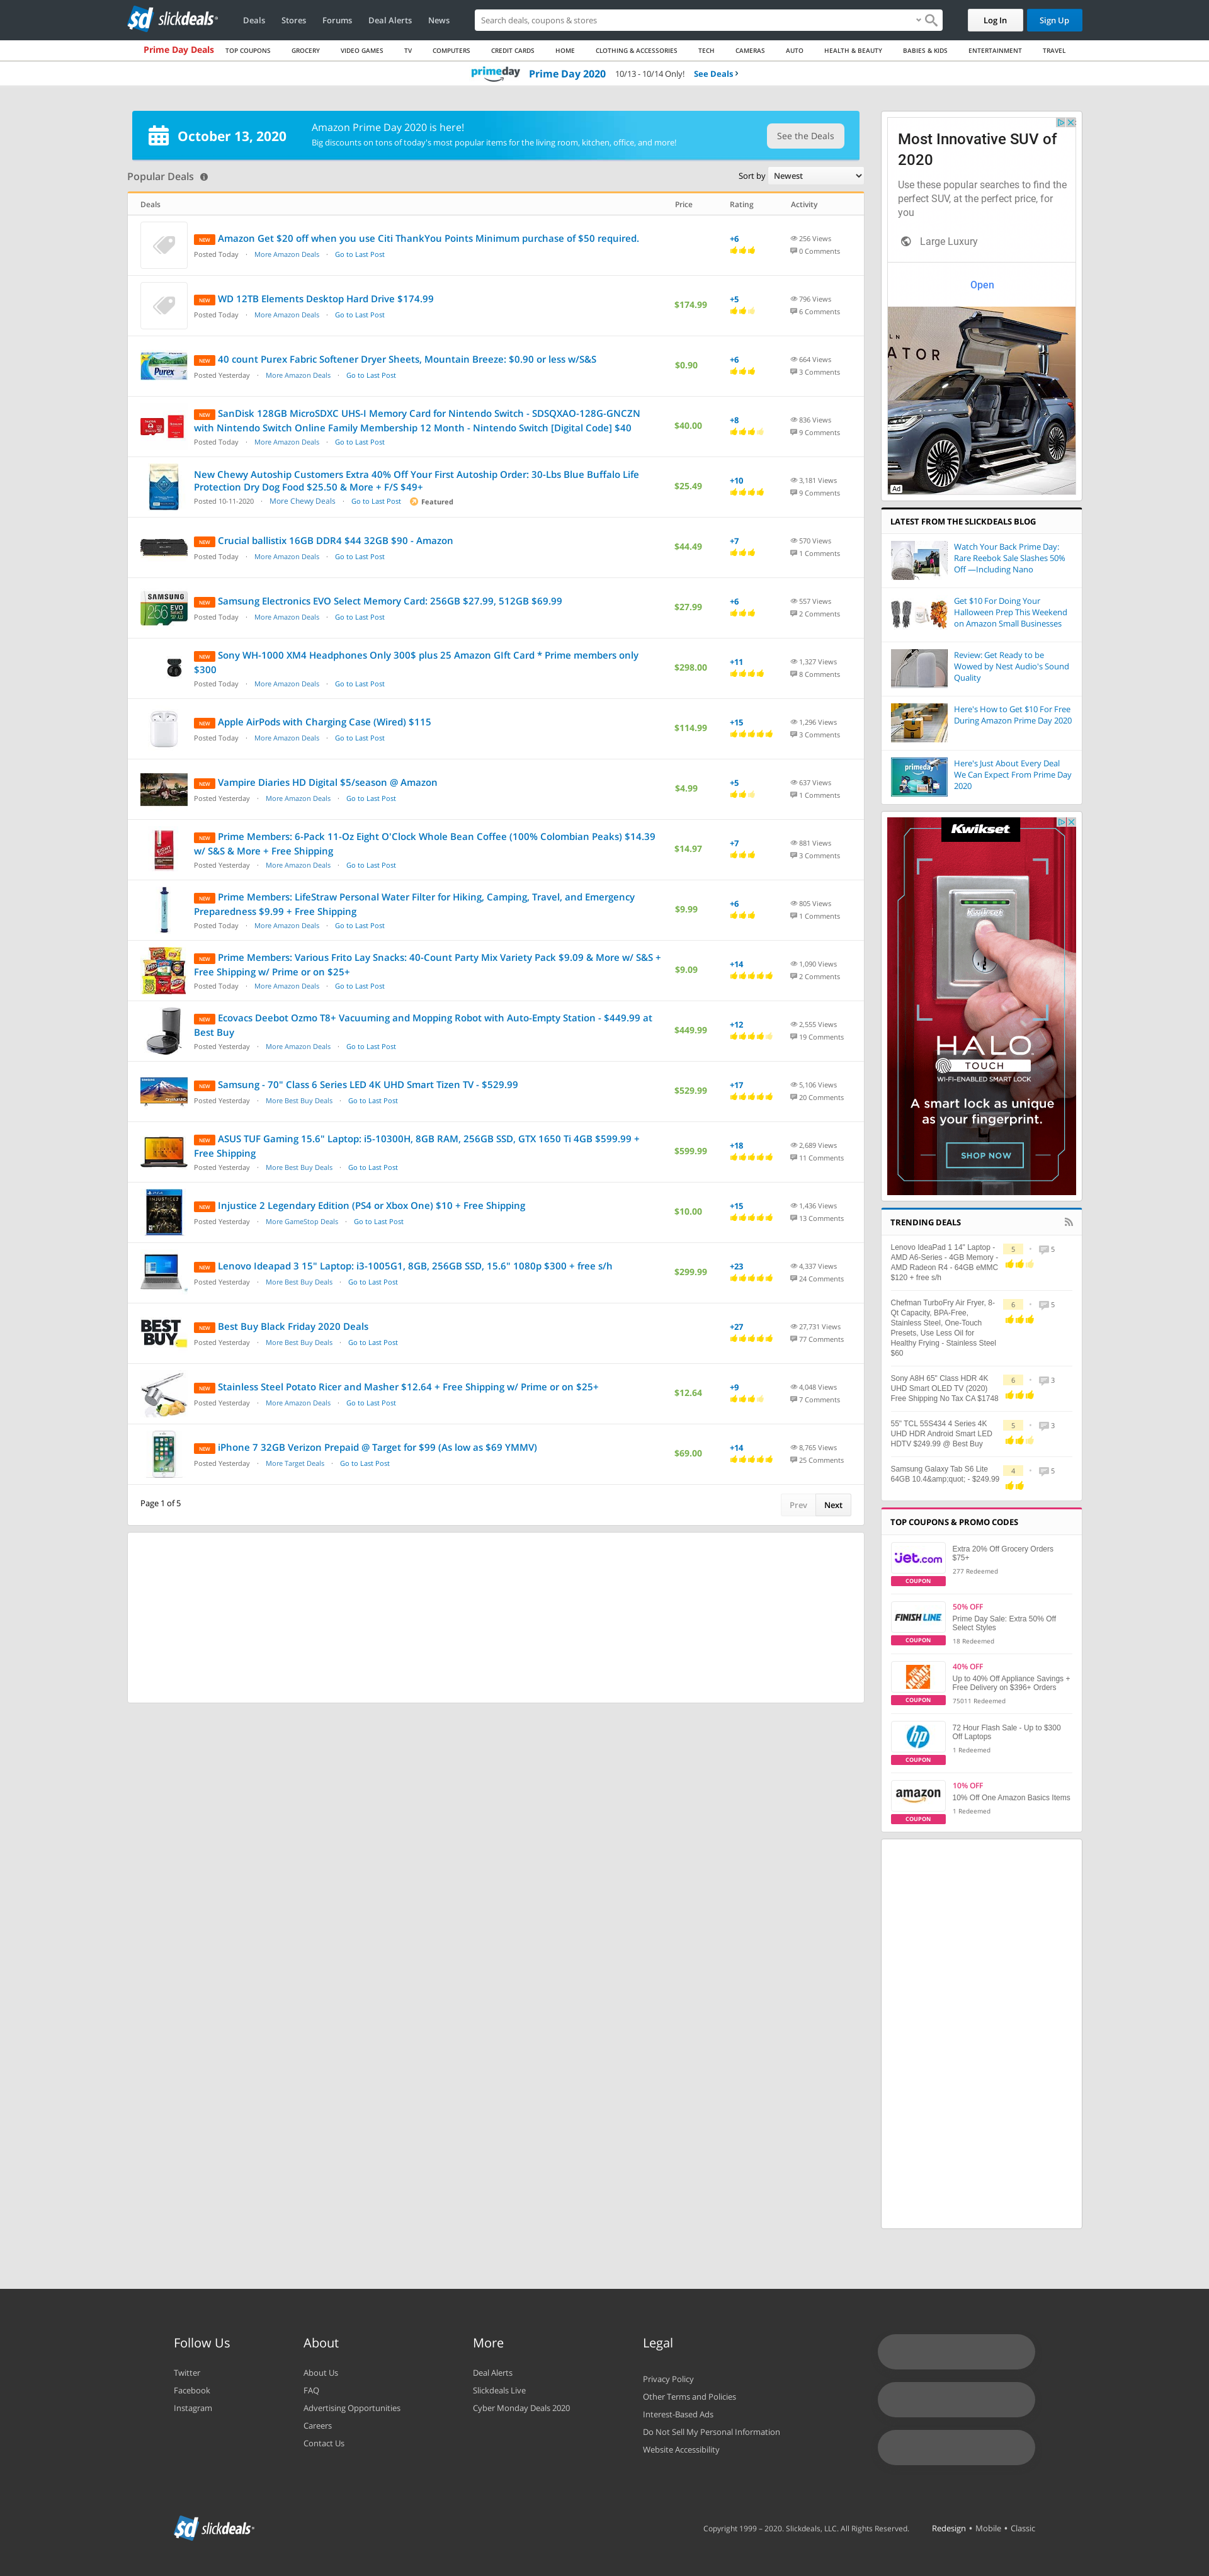 slickdeals
Deals
Stores
Forums
Deal Alerts
News
Search deals, coupons & stores
Log In
Sign Up
Prime Day Deals
TOP COUPONS
GROCERY
VIDEO GAMES
TV
COMPUTERS
CREDIT CARDS
HOME
CLOTHING & ACCESSORIES
TECH
CAMERAS
AUTO
HEALTH & BEAUTY
BABIES & KIDS
ENTERTAINMENT
TRAVEL
primeday Prime Day 2020 10/13 - 10/14 Only! See Deals
October 13, 2020
Amazon Prime Day 2020 is here!
Big discounts on tons of today's most popular items for the living room, kitchen, office, and more!
See the Deals
Popular Deals
Sort by Newest
Deals Price Rating Activity
NEW Amazon Get $20 off when you use Citi ThankYou Points Minimum purchase of $50 required.
Posted Today · More Amazon Deals · Go to Last Post
+6
256 Views
0 Comments
NEW WD 12TB Elements Desktop Hard Drive $174.99
Posted Today · More Amazon Deals · Go to Last Post
$174.99
+5
796 Views
6 Comments
NEW 40 count Purex Fabric Softener Dryer Sheets, Mountain Breeze: $0.90 or less w/S&S
Posted Yesterday · More Amazon Deals · Go to Last Post
$0.90
+6
664 Views
3 Comments
NEW SanDisk 128GB MicroSDXC UHS-I Memory Card for Nintendo Switch - SDSQXAO-128G-GNCZN
with Nintendo Switch Online Family Membership 12 Month - Nintendo Switch [Digital Code] $40
Posted Today · More Amazon Deals · Go to Last Post
$40.00
+8
836 Views
9 Comments
New Chewy Autoship Customers Extra 40% Off Your First Autoship Order: 30-Lbs Blue Buffalo Life
Protection Dry Dog Food $25.50 & More + F/S $49+
Posted 10-11-2020 · More Chewy Deals · Go to Last Post Featured
$25.49
+10
3,181 Views
9 Comments
NEW Crucial ballistix 16GB DDR4 $44 32GB $90 - Amazon
Posted Today · More Amazon Deals · Go to Last Post
$44.49
+7
570 Views
1 Comments
NEW Samsung Electronics EVO Select Memory Card: 256GB $27.99, 512GB $69.99
Posted Today · More Amazon Deals · Go to Last Post
$27.99
+6
557 Views
2 Comments
NEW Sony WH-1000 XM4 Headphones Only 300$ plus 25 Amazon GIft Card * Prime members only
$300
Posted Today · More Amazon Deals · Go to Last Post
$298.00
+11
1,327 Views
8 Comments
NEW Apple AirPods with Charging Case (Wired) $115
Posted Today · More Amazon Deals · Go to Last Post
$114.99
+15
1,296 Views
3 Comments
NEW Vampire Diaries HD Digital $5/season @ Amazon
Posted Yesterday · More Amazon Deals · Go to Last Post
$4.99
+5
637 Views
1 Comments
NEW Prime Members: 6-Pack 11-Oz Eight O'Clock Whole Bean Coffee (100% Colombian Peaks) $14.39
w/ S&S & More + Free Shipping
Posted Yesterday · More Amazon Deals · Go to Last Post
$14.97
+7
881 Views
3 Comments
NEW Prime Members: LifeStraw Personal Water Filter for Hiking, Camping, Travel, and Emergency
Preparedness $9.99 + Free Shipping
Posted Today · More Amazon Deals · Go to Last Post
$9.99
+6
805 Views
1 Comments
NEW Prime Members: Various Frito Lay Snacks: 40-Count Party Mix Variety Pack $9.09 & More w/ S&S +
Free Shipping w/ Prime or on $25+
Posted Today · More Amazon Deals · Go to Last Post
$9.09
+14
1,090 Views
2 Comments
NEW Ecovacs Deebot Ozmo T8+ Vacuuming and Mopping Robot with Auto-Empty Station - $449.99 at
Best Buy
Posted Yesterday · More Amazon Deals · Go to Last Post
$449.99
+12
2,555 Views
19 Comments
NEW Samsung - 70" Class 6 Series LED 4K UHD Smart Tizen TV - $529.99
Posted Yesterday · More Best Buy Deals · Go to Last Post
$529.99
+17
5,106 Views
20 Comments
NEW ASUS TUF Gaming 15.6" Laptop: i5-10300H, 8GB RAM, 256GB SSD, GTX 1650 Ti 4GB $599.99 +
Free Shipping
Posted Yesterday · More Best Buy Deals · Go to Last Post
$599.99
+18
2,689 Views
11 Comments
NEW Injustice 2 Legendary Edition (PS4 or Xbox One) $10 + Free Shipping
Posted Yesterday · More GameStop Deals · Go to Last Post
$10.00
+15
1,436 Views
13 Comments
NEW Lenovo Ideapad 3 15" Laptop: i3-1005G1, 8GB, 256GB SSD, 15.6" 1080p $300 + free s/h
Posted Yesterday · More Best Buy Deals · Go to Last Post
$299.99
+23
4,337 Views
24 Comments
BEST BUY
NEW Best Buy Black Friday 2020 Deals
Posted Yesterday · More Best Buy Deals · Go to Last Post
+27
27,731 Views
77 Comments
NEW Stainless Steel Potato Ricer and Masher $12.64 + Free Shipping w/ Prime or on $25+
Posted Yesterday · More Amazon Deals · Go to Last Post
$12.64
+9
4,048 Views
7 Comments
NEW iPhone 7 32GB Verizon Prepaid @ Target for $99 (As low as $69 YMMV)
Posted Yesterday · More Target Deals · Go to Last Post
$69.00
+14
8,765 Views
25 Comments
Page 1 of 5
Prev Next
Most Innovative SUV of
2020
Use these popular searches to find the
perfect SUV, at the perfect price, for
you
Large Luxury
Open
Ad
LATEST FROM THE SLICKDEALS BLOG
Watch Your Back Prime Day:
Rare Reebok Sale Slashes 50%
Off —Including Nano
Get $10 For Doing Your
Halloween Prep This Weekend
on Amazon Small Businesses
Review: Get Ready to be
Wowed by Nest Audio's Sound
Quality
Here's How to Get $10 For Free
During Amazon Prime Day 2020
Here's Just About Every Deal
We Can Expect From Prime Day
2020
Kwikset
HALO
TOUCH
WI-FI-ENABLED SMART LOCK
A smart lock as unique
as your fingerprint.
SHOP NOW
TRENDING DEALS
Lenovo IdeaPad 1 14" Laptop -
AMD A6-Series - 4GB Memory -
AMD Radeon R4 - 64GB eMMC
$120 + free s/h
5 · 5
Chefman TurboFry Air Fryer, 8-
Qt Capacity, BPA-Free,
Stainless Steel, One-Touch
Presets, Use Less Oil for
Healthy Frying - Stainless Steel
$60
6 · 5
Sony A8H 65" Class HDR 4K
UHD Smart OLED TV (2020)
Free Shipping No Tax CA $1748
6 · 3
55" TCL 55S434 4 Series 4K
UHD HDR Android Smart LED
HDTV $249.99 @ Best Buy
5 · 3
Samsung Galaxy Tab S6 Lite
64GB 10.4&amp;quot; - $249.99
4 · 5
TOP COUPONS & PROMO CODES
jet.com
COUPON
Extra 20% Off Grocery Orders
$75+
277 Redeemed
FINISH LINE
COUPON
50% OFF
Prime Day Sale: Extra 50% Off
Select Styles
18 Redeemed
COUPON
40% OFF
Up to 40% Off Appliance Savings +
Free Delivery on $396+ Orders
75011 Redeemed
hp
COUPON
72 Hour Flash Sale - Up to $300
Off Laptops
1 Redeemed
amazon
COUPON
10% OFF
10% Off One Amazon Basics Items
1 Redeemed
Follow Us
Twitter
Facebook
Instagram
About
About Us
FAQ
Advertising Opportunities
Careers
Contact Us
More
Deal Alerts
Slickdeals Live
Cyber Monday Deals 2020
Legal
Privacy Policy
Other Terms and Policies
Interest-Based Ads
Do Not Sell My Personal Information
Website Accessibility
slickdeals
Copyright 1999 – 2020. Slickdeals, LLC. All Rights Reserved.
Redesign • Mobile • Classic